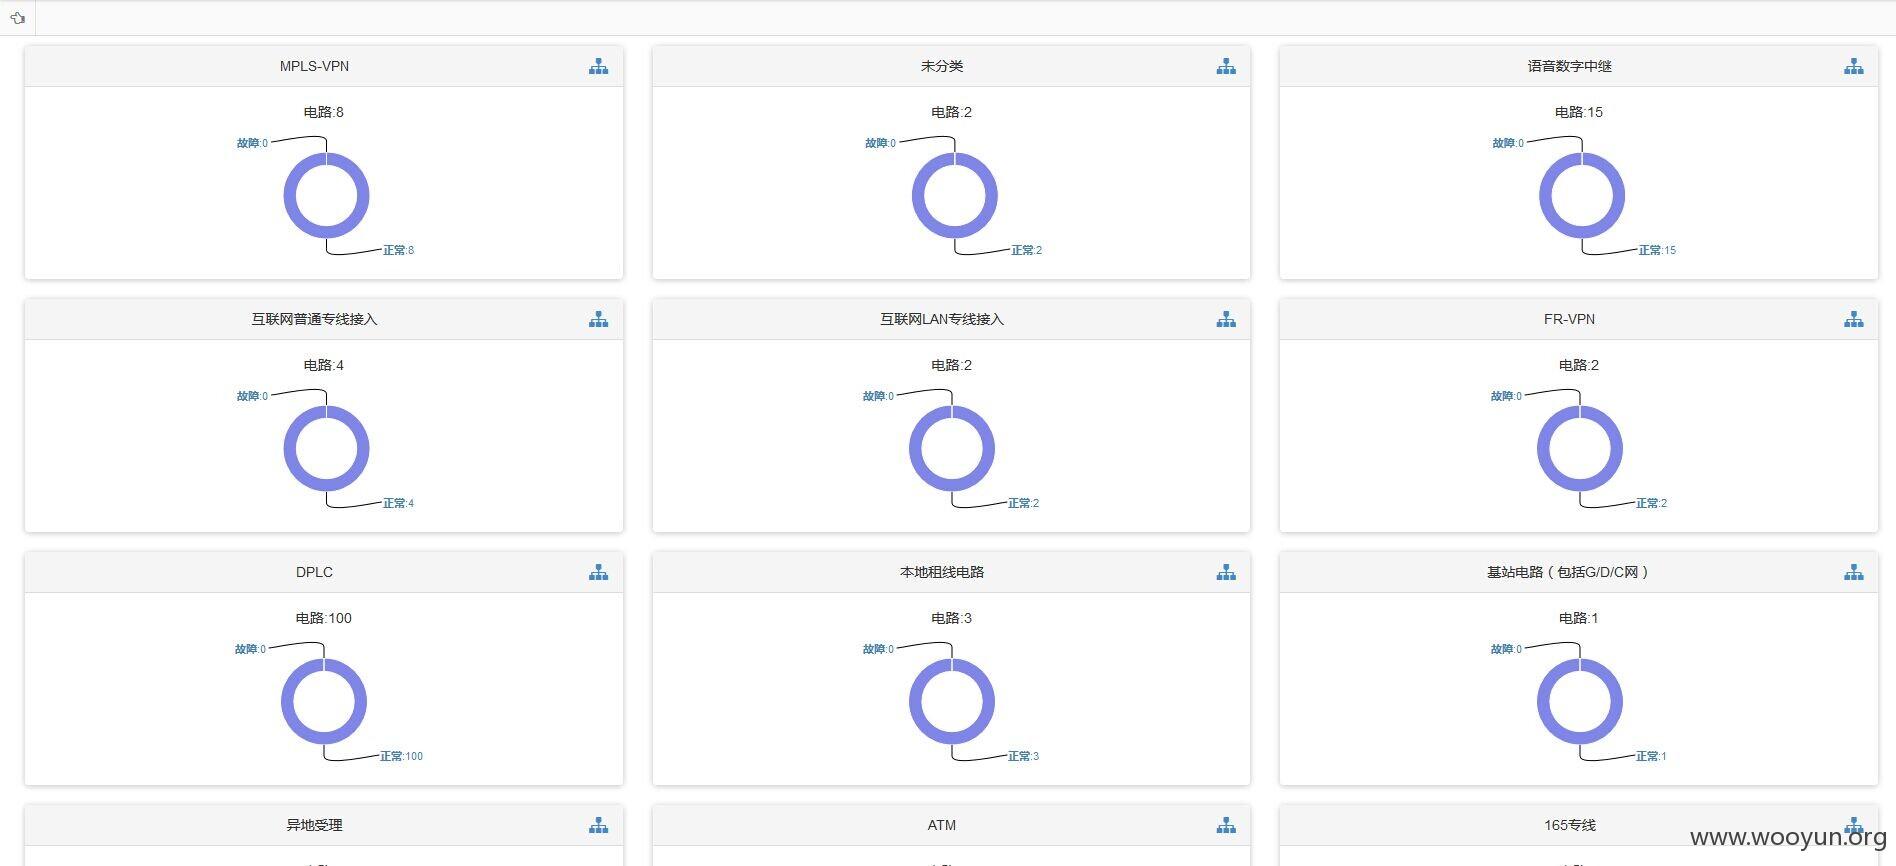 MPLS-VPN
电路:8
故障:0
正常:8
未分类
电路:2
故障:0
正常:2
语音数字中继
电路:15
故障:0
正常:15
互联网普通专线接入
电路:4
故障:0
正常:4
互联网LAN专线接入
电路:2
故障:0
正常:2
FR-VPN
电路:2
故障:0
正常:2
DPLC
电路:100
故障:0
正常:100
本地租线电路
电路:3
故障:0
正常:3
基站电路（包括G/D/C网）
电路:1
故障:0
正常:1
异地受理
ATM
165专线
www.wooyun.org